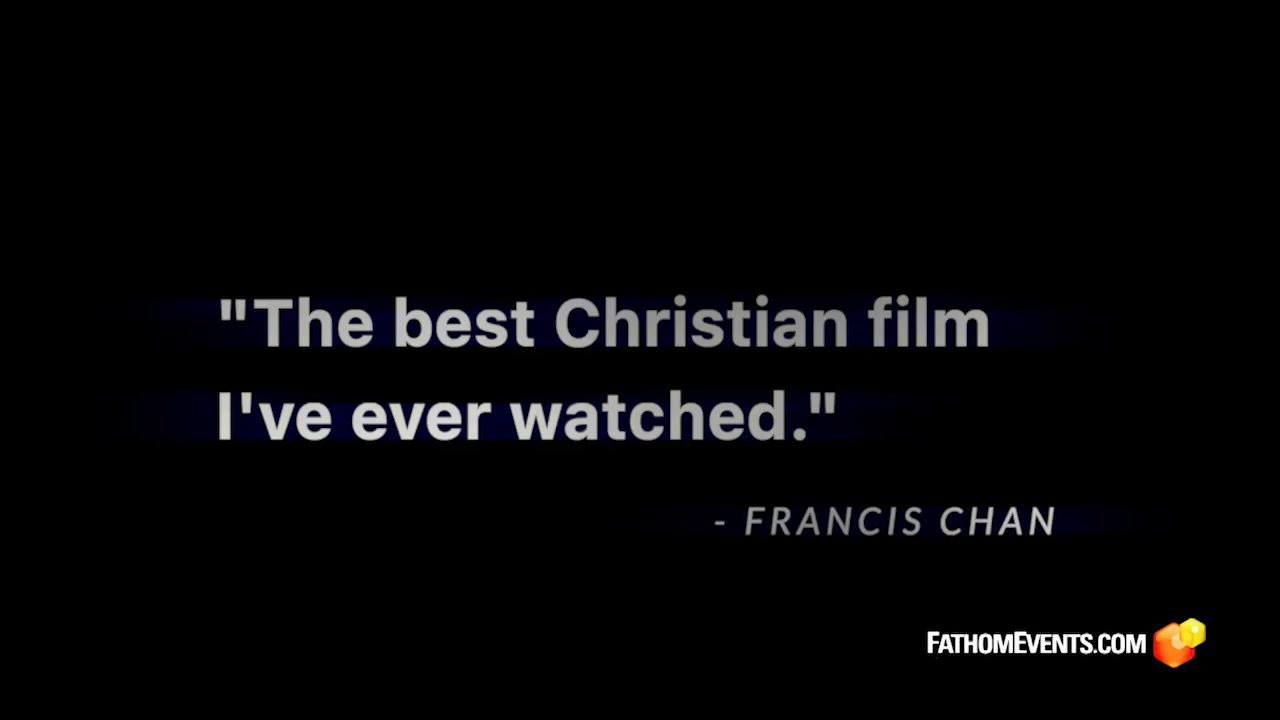 "The best Christian film
I've ever watched."
- FRANCIS CHAN
FATHOMEVENTS.COM